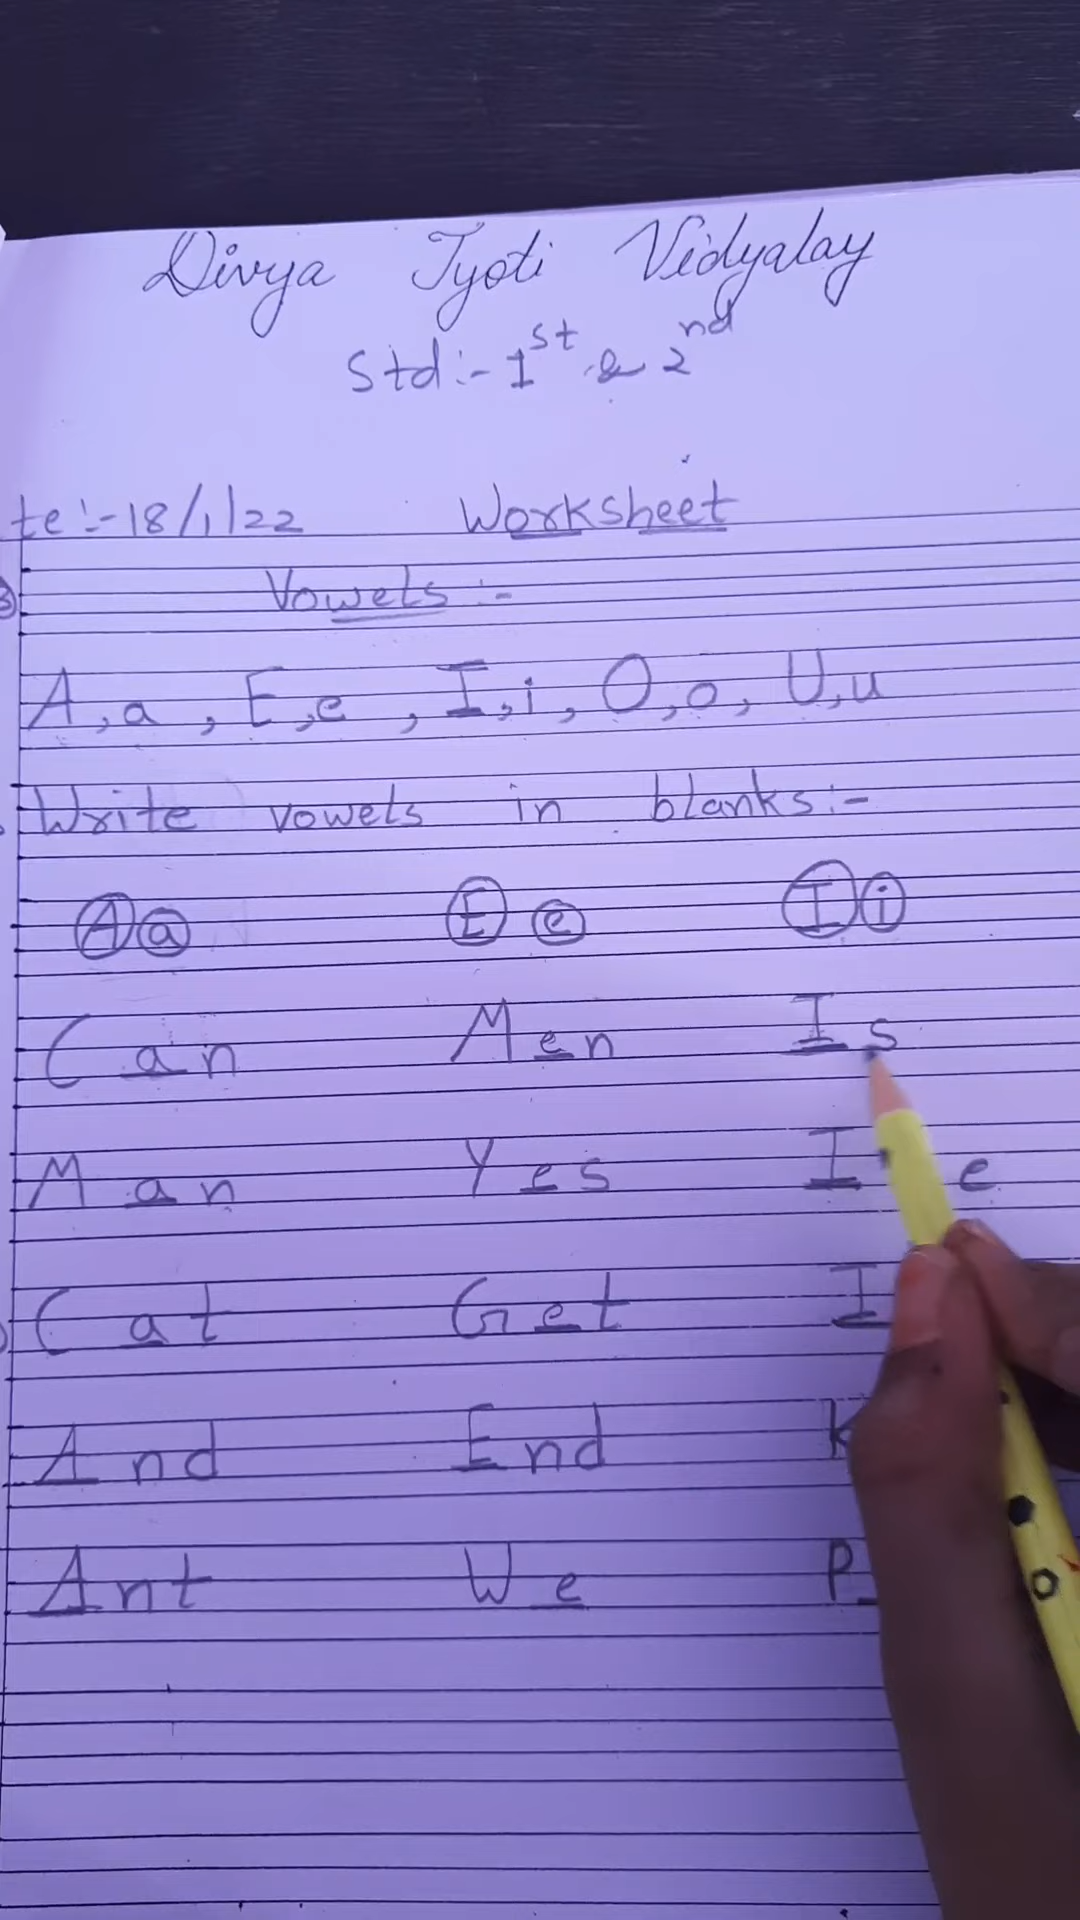 Divya Jyoti Vidyalay
Std:- 1st & 2nd
te:-18/1/22 Worksheet
Vowels:-
A,a, E,e, I,i, O,o, U,u
Write vowels in blanks:-
A a E e I i
Can Men Is
Man Yes I e
Cat Get I
And End K
Ant We P